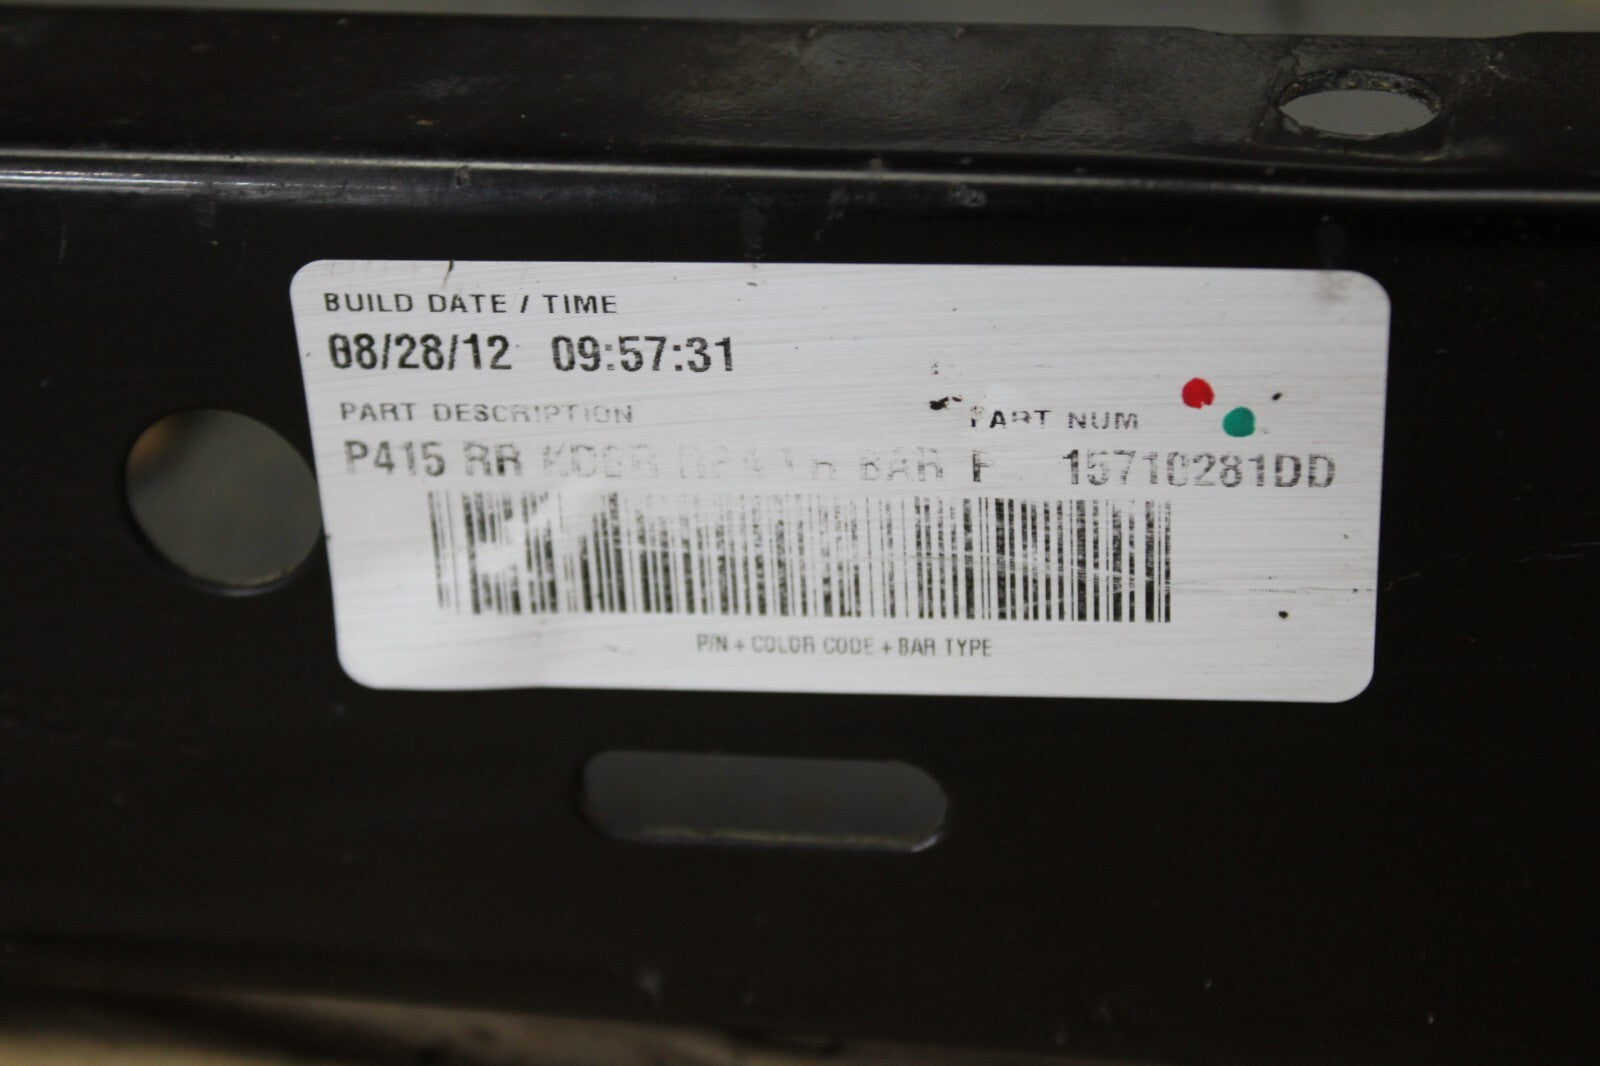 BUILD DATE / TIME
08/28/12 09:57:31
PART DESCRIPTION
PART NUM
P415 RR BAR F 15710281DD
P/N + COLOR CODE + BAR TYPE